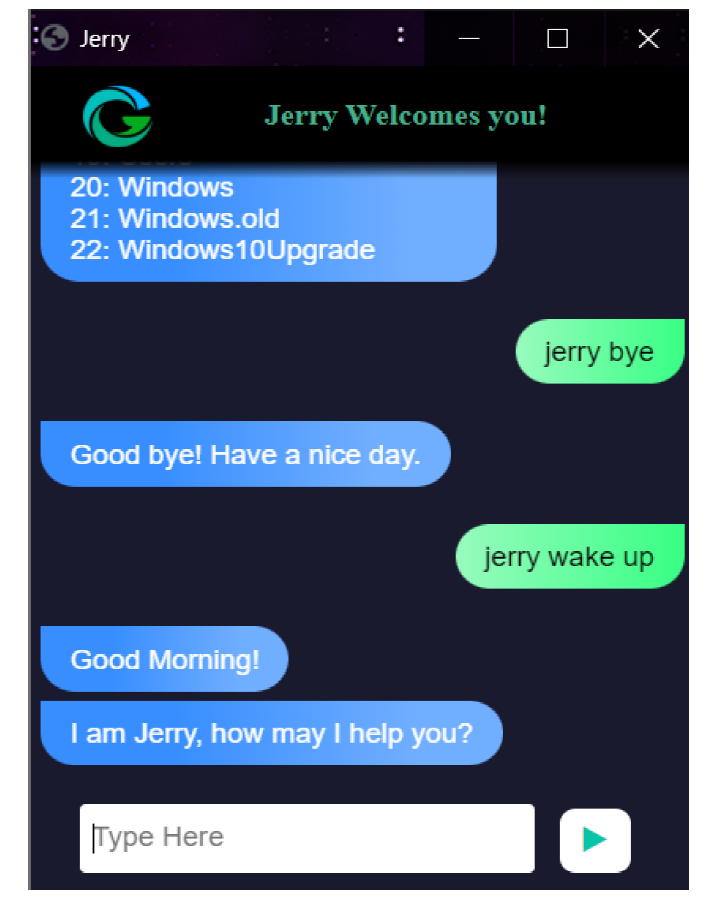 Jerry
Jerry Welcomes you!
20: Windows
21: Windows.old
22: Windows10Upgrade
jerry bye
Good bye! Have a nice day.
jerry wake up
Good Morning!
I am Jerry, how may I help you?
Type Here